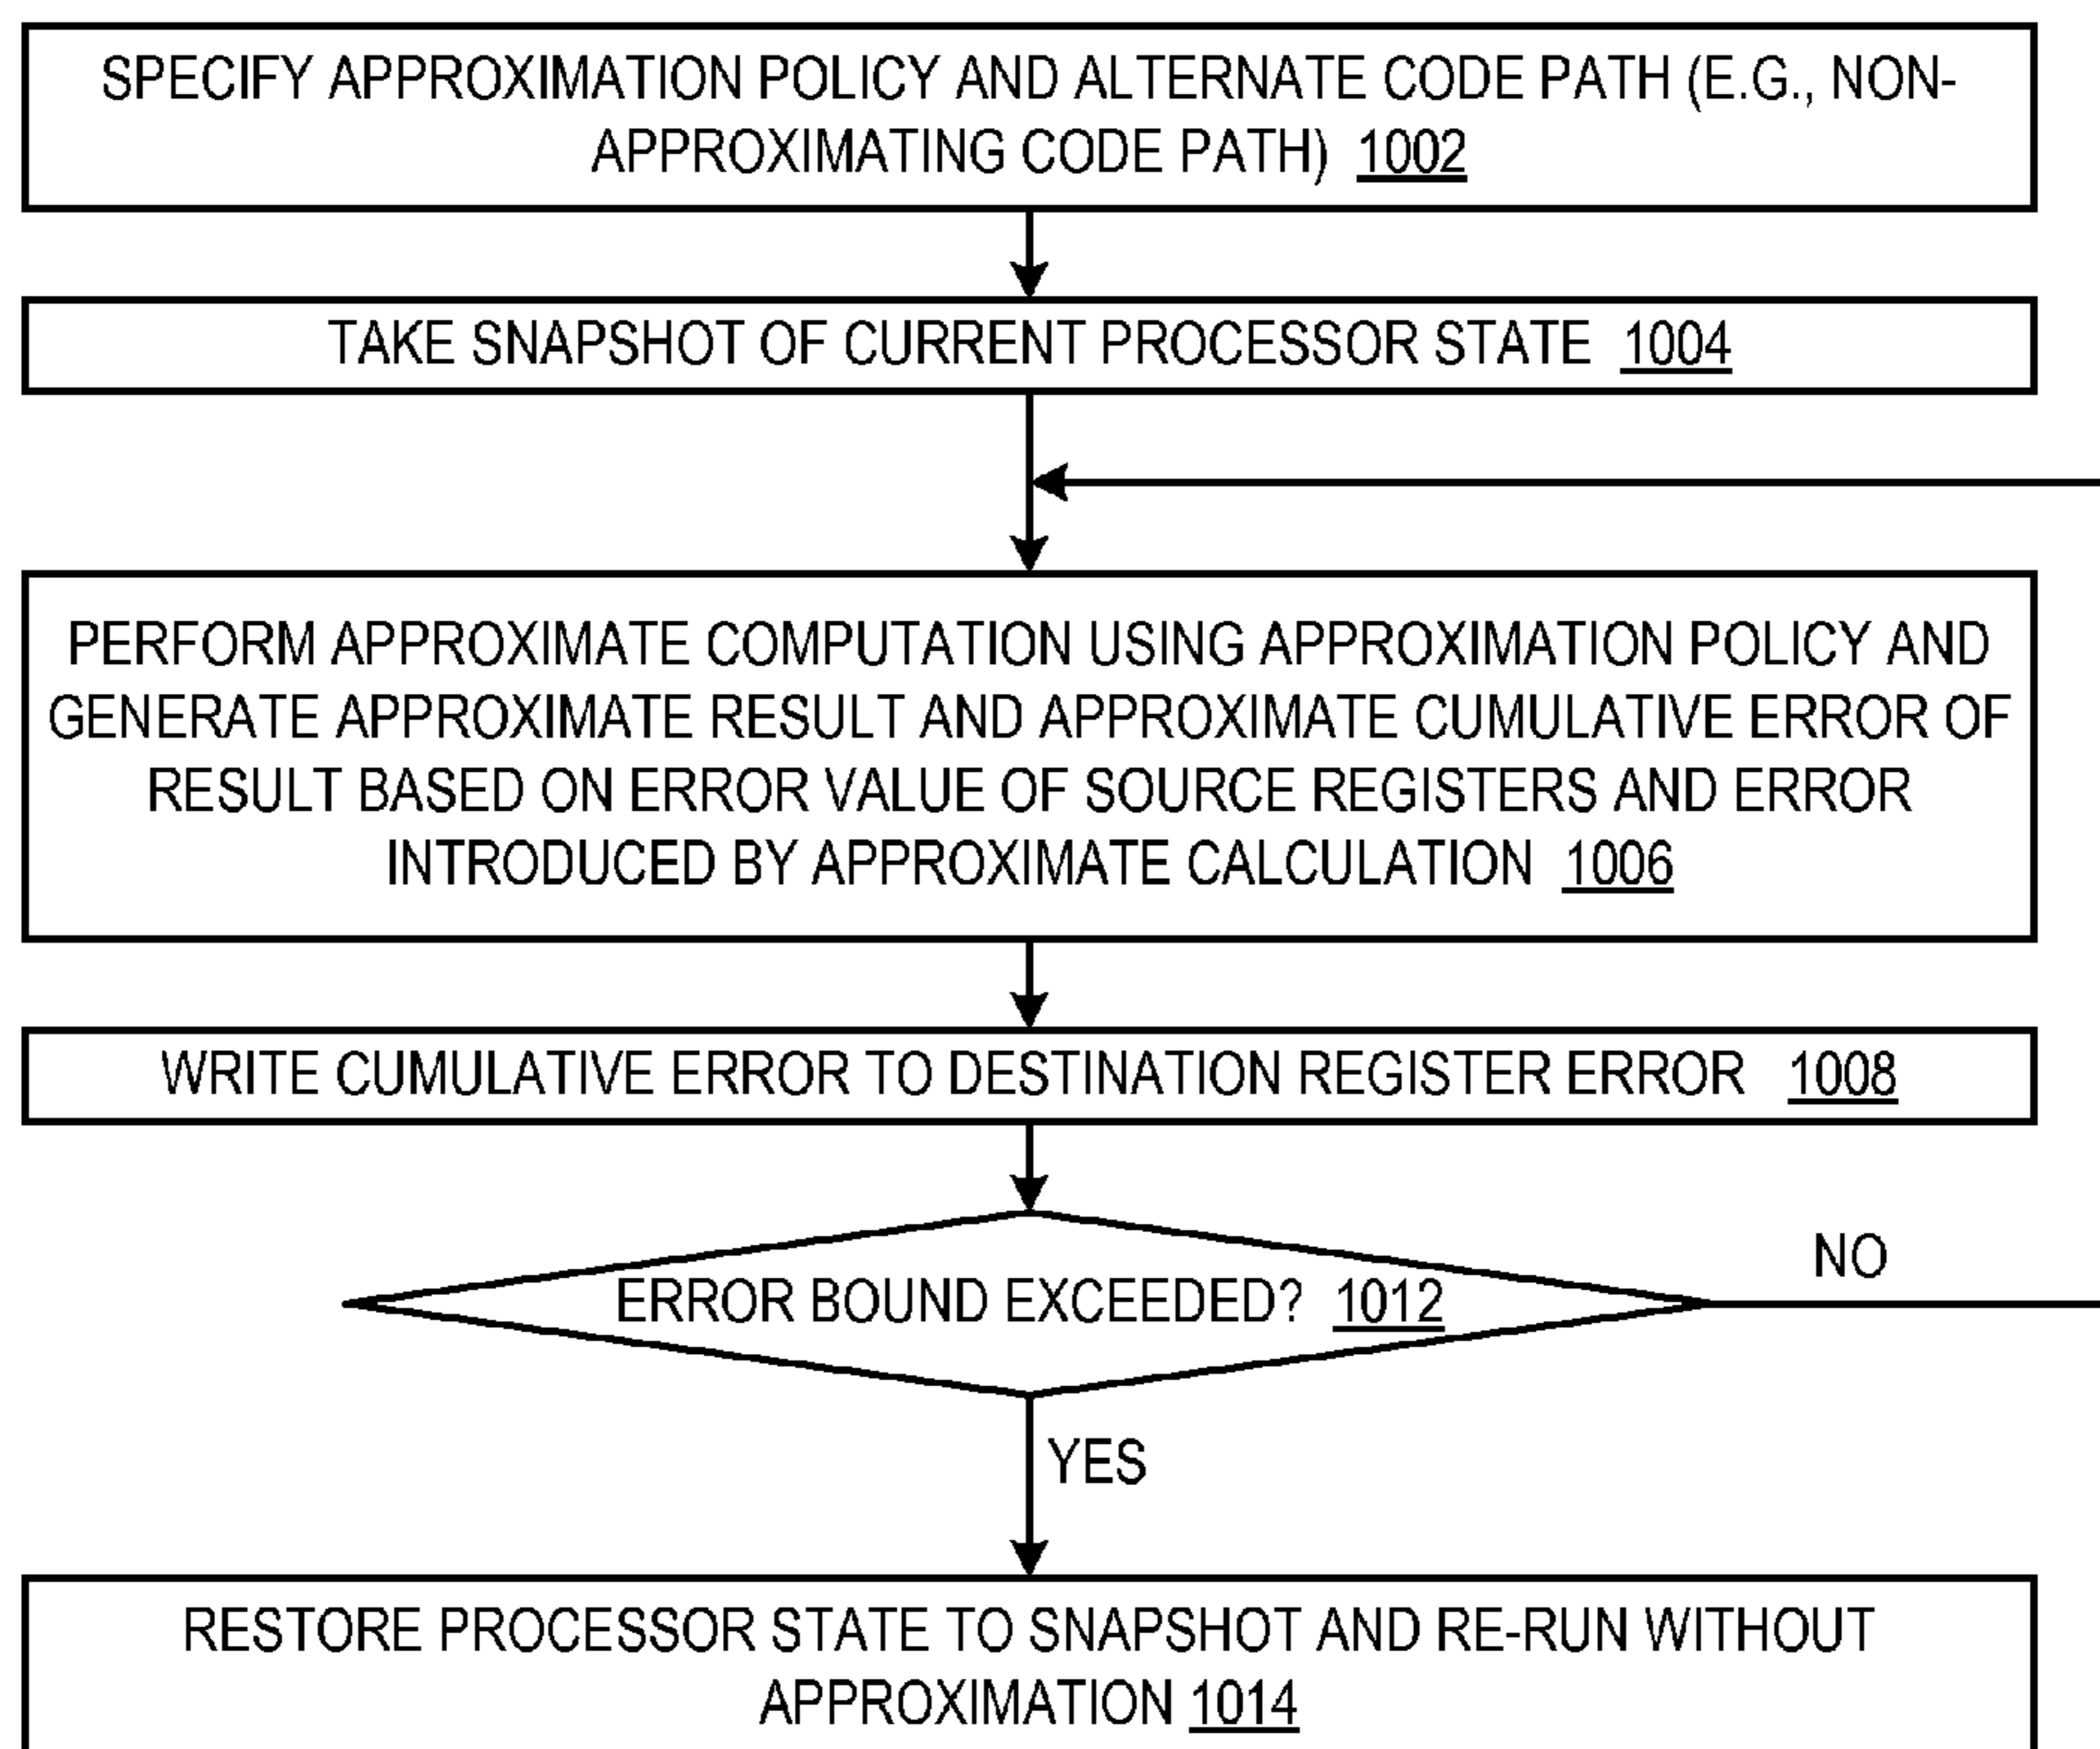 SPECIFY APPROXIMATION POLICY AND ALTERNATE CODE PATH (E.G., NON-
APPROXIMATING CODE PATH) 1002
TAKE SNAPSHOT OF CURRENT PROCESSOR STATE 1004
PERFORM APPROXIMATE COMPUTATION USING APPROXIMATION POLICY AND
GENERATE APPROXIMATE RESULT AND APPROXIMATE CUMULATIVE ERROR OF
RESULT BASED ON ERROR VALUE OF SOURCE REGISTERS AND ERROR
INTRODUCED BY APPROXIMATE CALCULATION 1006
WRITE CUMULATIVE ERROR TO DESTINATION REGISTER ERROR 1008
NO
ERROR BOUND EXCEEDED? 1012
YES
RESTORE PROCESSOR STATE TO SNAPSHOT AND RE-RUN WITHOUT
APPROXIMATION 1014